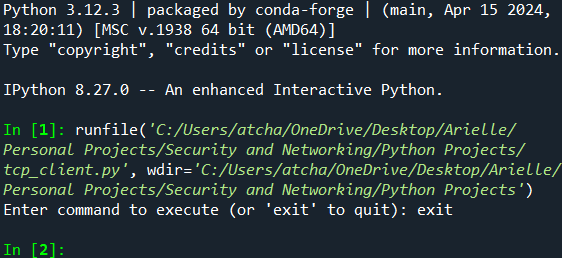 Python 3.12.3 | packaged by conda-forge | (main, Apr 15 2024,
18:20:11) [MSC v.1938 64 bit (AMD64)]
Type "copyright", "credits" or "license" for more information.
IPython 8.27.0 -- An enhanced Interactive Python.
In [1]: runfile('C:/Users/atcha/OneDrive/Desktop/Arielle/
Personal Projects/Security and Networking/Python Projects/
tcp_client.py', wdir='C:/Users/atcha/OneDrive/Desktop/Arielle/
Personal Projects/Security and Networking/Python Projects')
Enter command to execute (or 'exit' to quit): exit
In [2]: